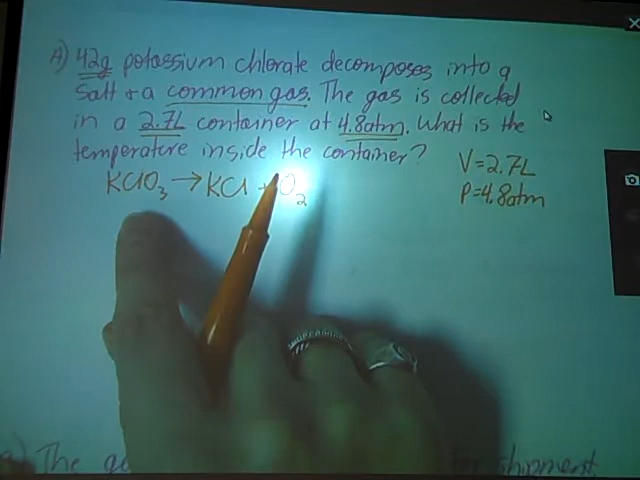 A) 42g potassium chlorate decomposes into a
salt + a common gas. The gas is collected
in a 2.7L container at 4.8atm. What is the
temperature inside the container?
V=2.7L
P=4.8atm
KClO3 → KCl + O2
The
shipment